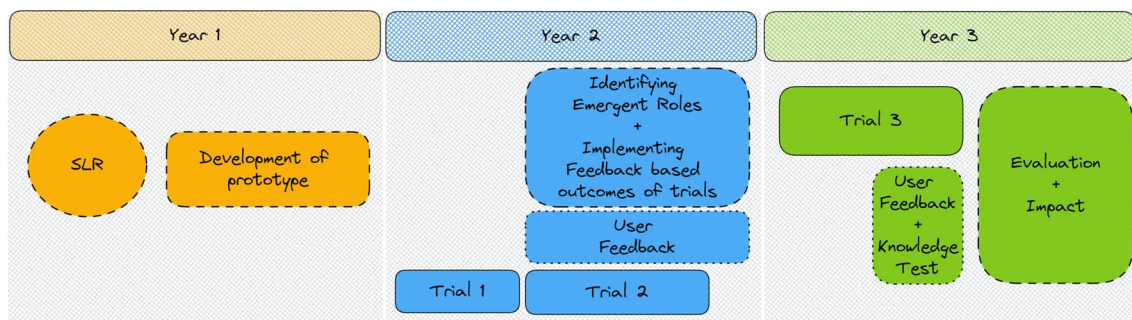 Year 1
Year 2
Year 3
SLR
Development of
prototype
Identifying
Emergent Roles
+
Implementing
Feedback based
outcomes of trials
User
Feedback
Trial 1
Trial 2
Trial 3
User
Feedback
+
Knowledge
Test
Evaluation
+
Impact